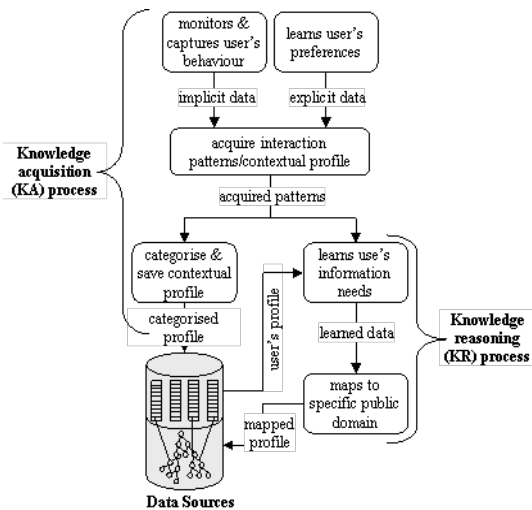 monitors &
captures user's
behaviour
learns user's
preferences
implicit data
explicit data
acquire interaction
patterns/contextual profile
Knowledge
acquisition
(KA) process
acquired patterns
categorise &
save contextual
profile
learns use's
information
needs
categorised
profile
user's profile
learned data
Knowledge
reasoning
(KR) process
maps to
specific public
domain
mapped
profile
Data Sources